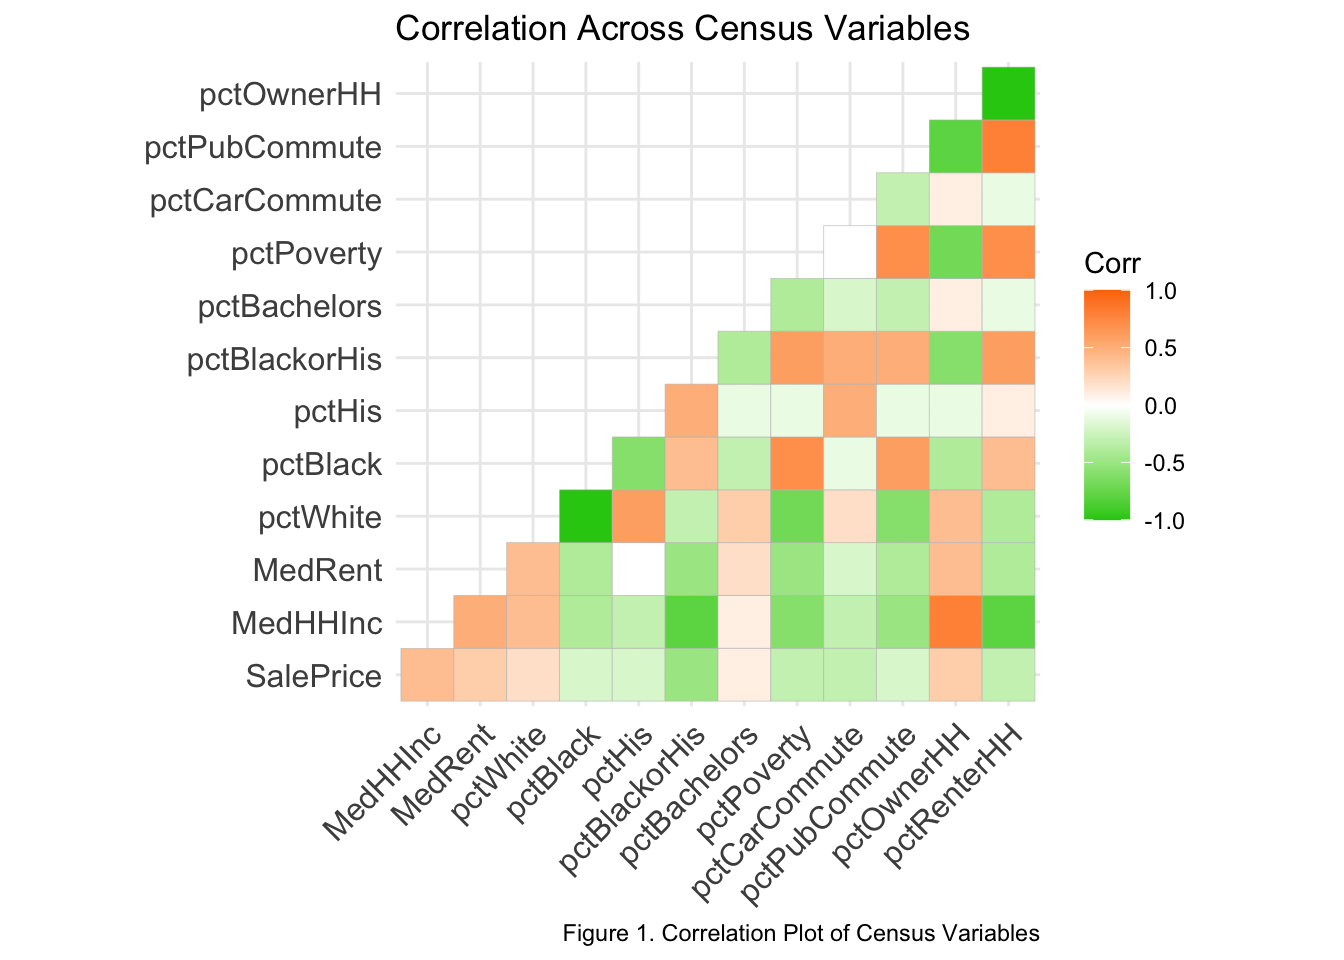 Correlation Across Census Variables
pctOwnerHH
pctPubCommute
pctCarCommute
pctPoverty
pctBachelors
pctBlackorHis
pctHis
pctBlack
pctWhite
MedRent
MedHHInc
SalePrice
MedHHInc
MedRent
pctWhite
pctBlack
pctHis
pctBlackorHis
pctBachelors
pctPoverty
pctCarCommute
pctPubCommute
pctOwnerHH
pctRenterHH
Corr
1.0
0.5
0.0
-0.5
-1.0
Figure 1. Correlation Plot of Census Variables